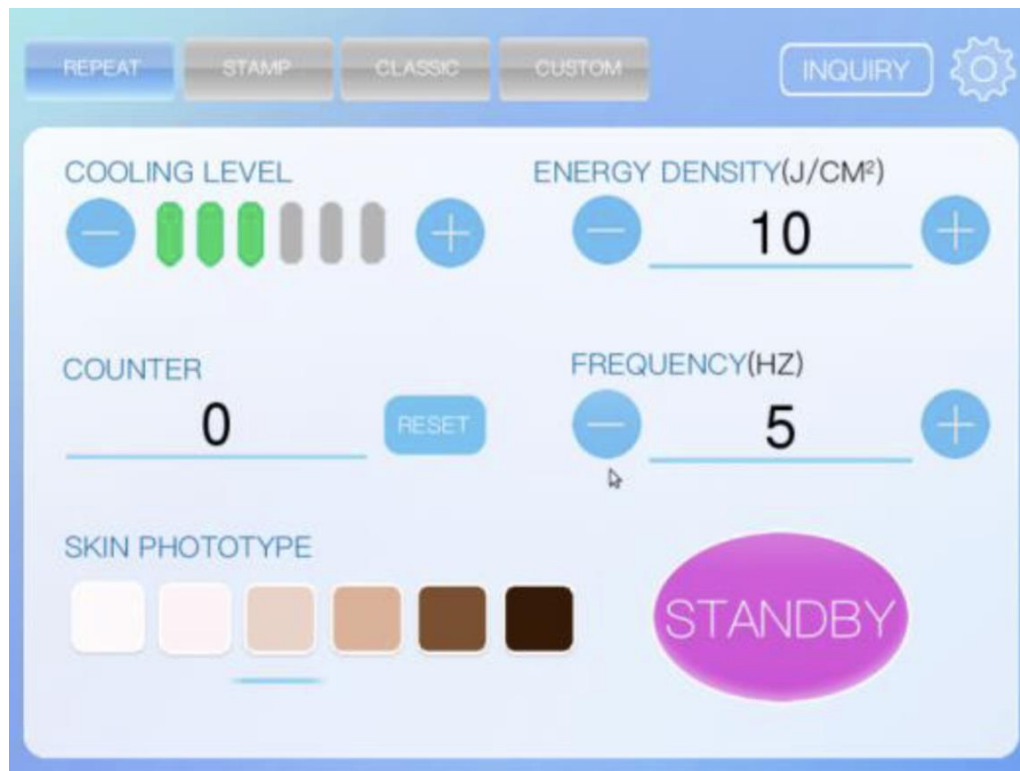 REPEAT STAMP CLASSIC CUSTOM INQUIRY
COOLING LEVEL
ENERGY DENSITY(J/CM²)
10
COUNTER
0
RESET
FREQUENCY(HZ)
5
SKIN PHOTOTYPE
STANDBY